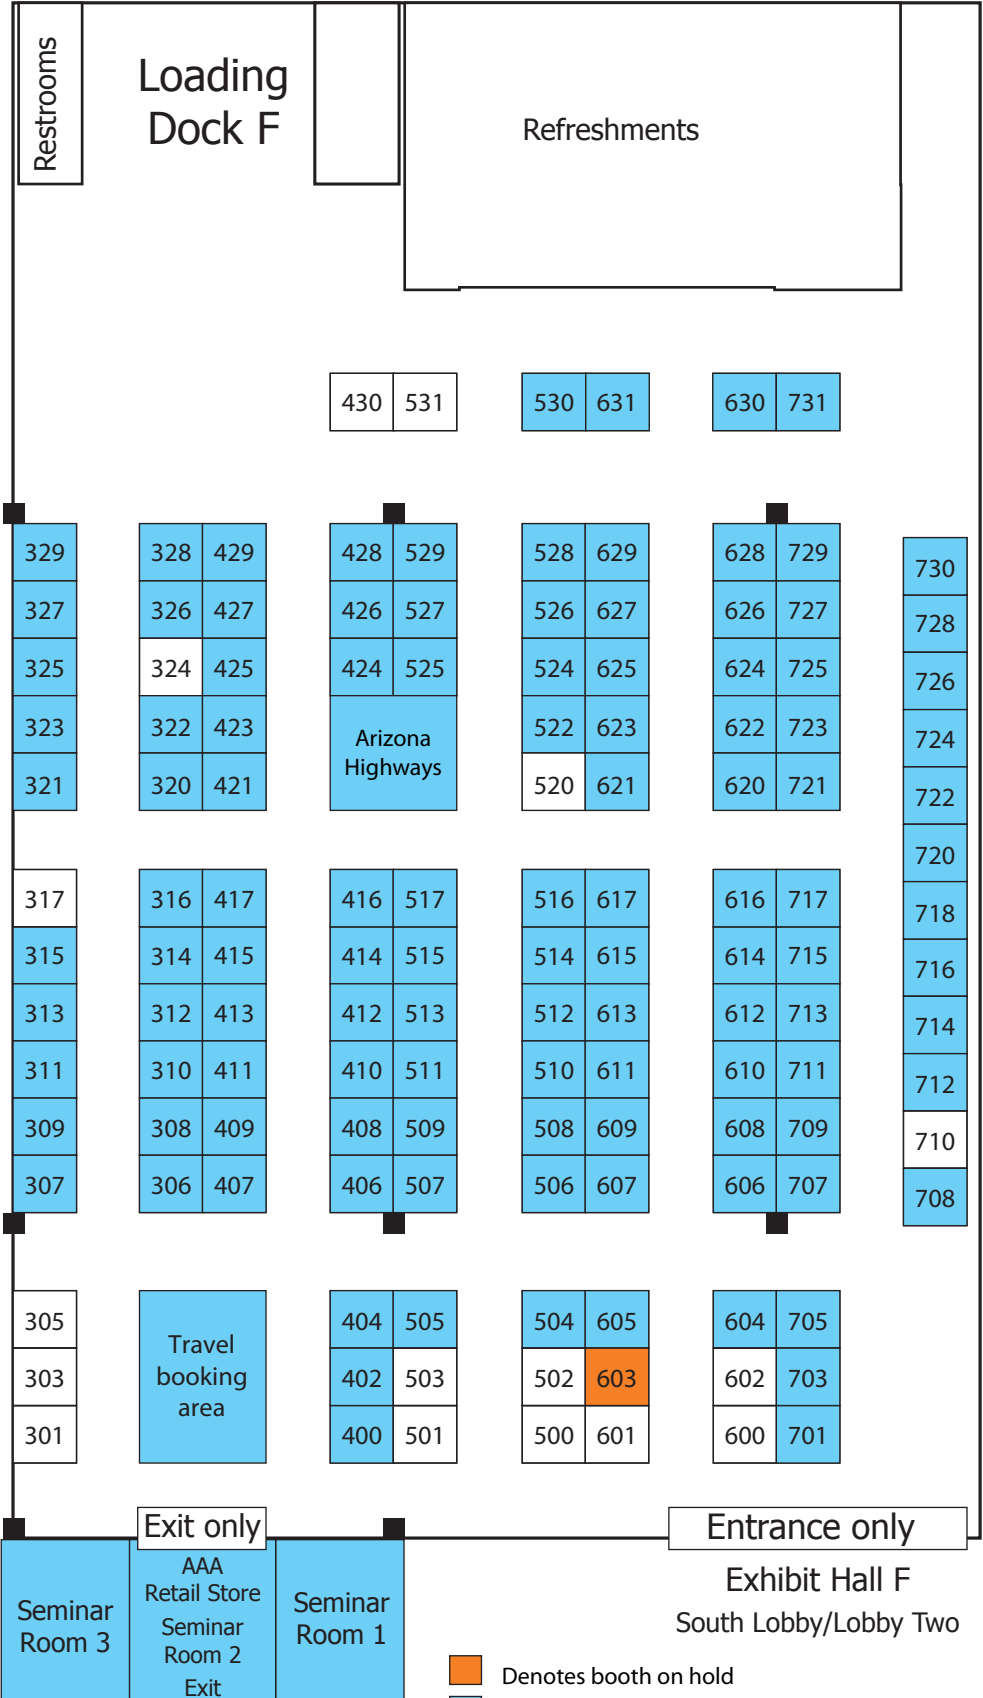 Restrooms
Loading
Dock F
Refreshments
430 531 530 631 630 731
329 328 429 428 529 528 629 628 729 730
327 326 427 426 527 526 627 626 727 728
325 324 425 424 525 524 625 624 725 726
323 322 423 Arizona 522 623 622 723 724
321 320 421 Highways 520 621 620 721 722
720
317 316 417 416 517 516 617 616 717 718
315 314 415 414 515 514 615 614 715 716
313 312 413 412 513 512 613 612 713 714
311 310 411 410 511 510 611 610 711 712
309 308 409 408 509 508 609 608 709 710
307 306 407 406 507 506 607 606 707 708
305 Travel 404 505 504 605 604 705
303 booking 402 503 502 603 602 703
area
301 400 501 500 601 600 701
Exit only
Entrance only
AAA
Retail Store
Seminar
Room 3
Seminar
Room 2
Exit
Seminar
Room 1
Exhibit Hall F
South Lobby/Lobby Two
Denotes booth on hold